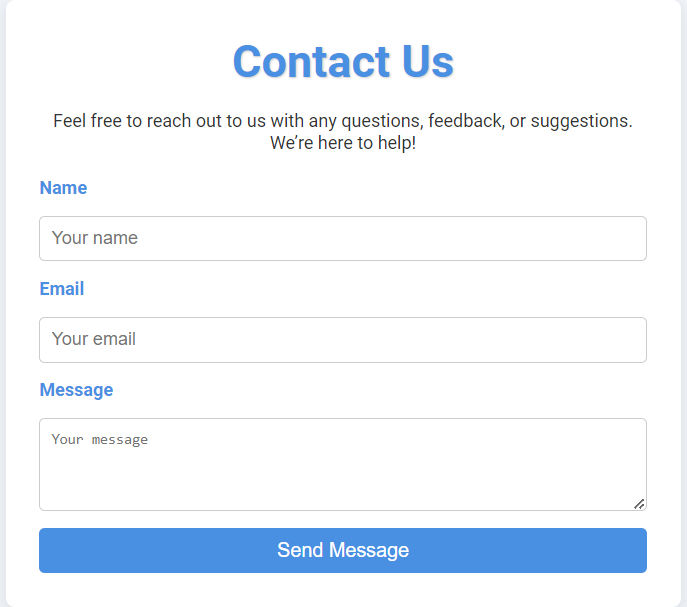 Contact Us
Feel free to reach out to us with any questions, feedback, or suggestions.
We’re here to help!
Name
Your name
Email
Your email
Message
Your message
Send Message